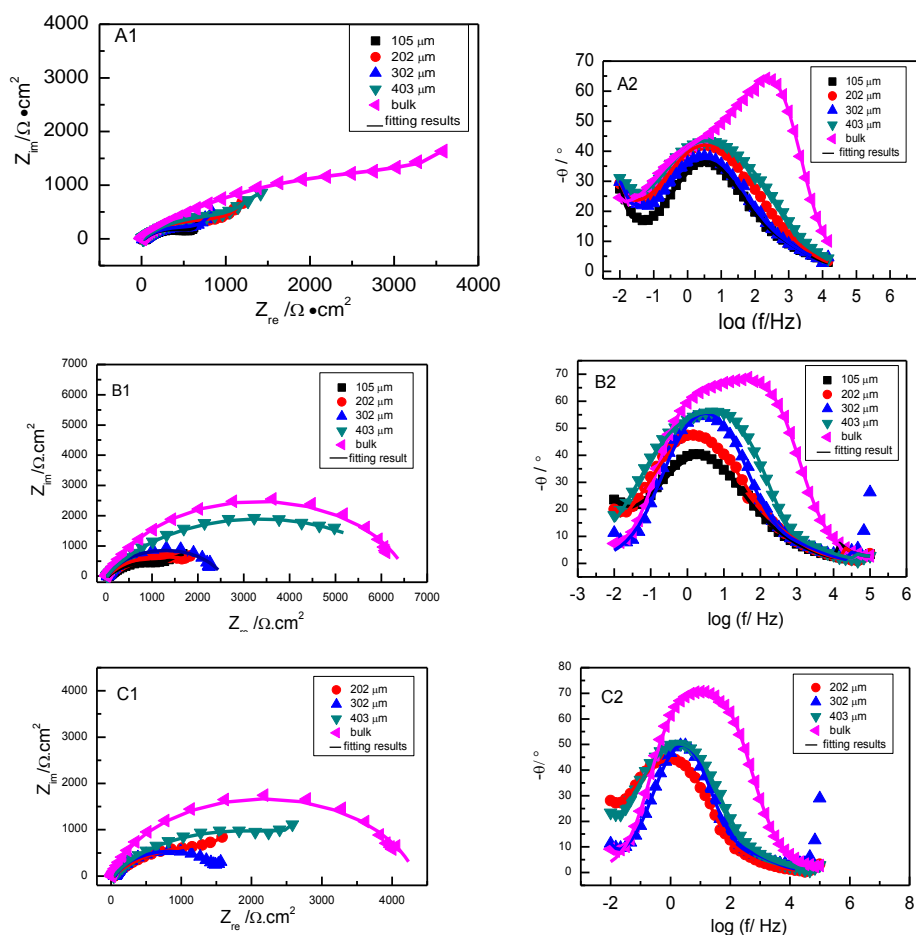 A1
105 μm
202 μm
302 μm
403 μm
bulk
fitting results
Z_im/Ω•cm²
4000
3000
2000
1000
0
0 1000 2000 3000 4000
Z_re /Ω•cm²
A2
105 μm
202 μm
302 μm
403 μm
bulk
fitting results
-θ / °
70
60
50
40
30
20
10
0
-2 -1 0 1 2 3 4 5 6
log (f/Hz)
B1
105 μm
202 μm
302 μm
403 μm
bulk
fitting result
Z_im/Ω.cm²
7000
6000
5000
4000
3000
2000
1000
0
0 1000 2000 3000 4000 5000 6000 7000
Z_re /Ω.cm²
B2
105 μm
202 μm
302 μm
403 μm
bulk
fitting result
-θ / °
70
60
50
40
30
20
10
0
-3 -2 -1 0 1 2 3 4 5 6
log (f/ Hz)
C1
202 μm
302 μm
403 μm
bulk
fitting results
Z_im/Ω.cm²
4000
3000
2000
1000
0
0 1000 2000 3000 4000
Z_re /Ω.cm²
C2
202 μm
302 μm
403 μm
bulk
fitting results
-θ/ °
80
70
60
50
40
30
20
10
0
-2 0 2 4 6 8
log (f/ Hz)